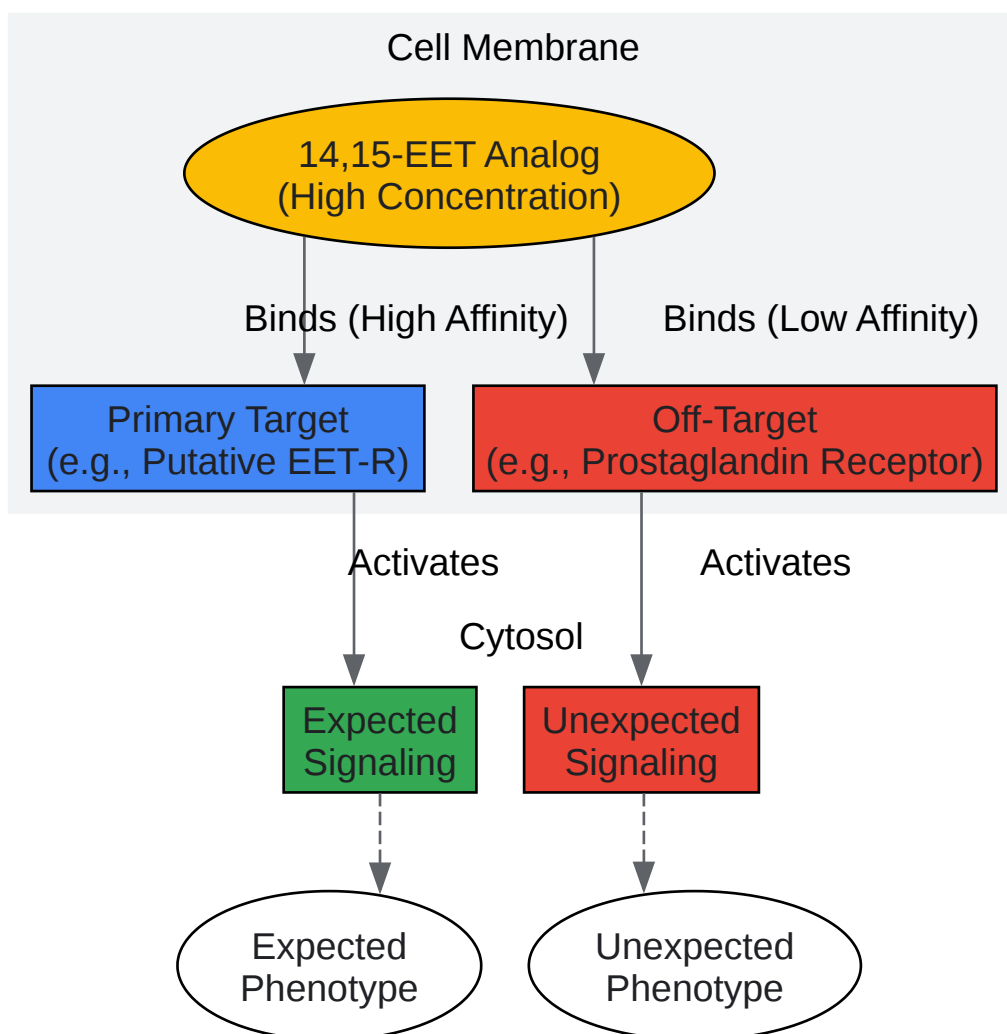 Cell Membrane
14,15-EET Analog
(High Concentration)
Binds (High Affinity)
Binds (Low Affinity)
Primary Target
(e.g., Putative EET-R)
Off-Target
(e.g., Prostaglandin Receptor)
Activates
Activates
Cytosol
Expected
Signaling
Unexpected
Signaling
Expected
Phenotype
Unexpected
Phenotype